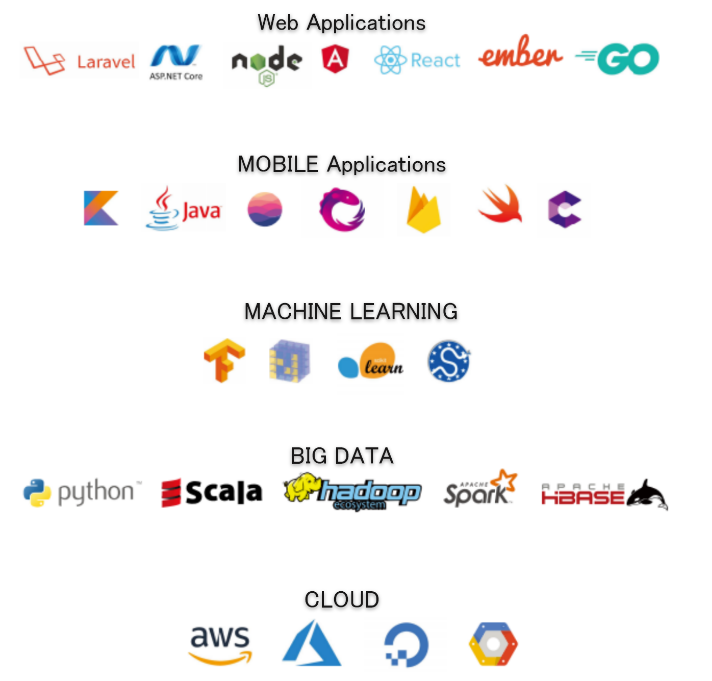 Web Applications
Laravel ASP.NET Core node JS A React ember GO
MOBILE Applications
Java C
MACHINE LEARNING
learn
BIG DATA
python™ Scala hadoop ecosystem APACHE Spark™ APACHE HBASE
CLOUD
aws